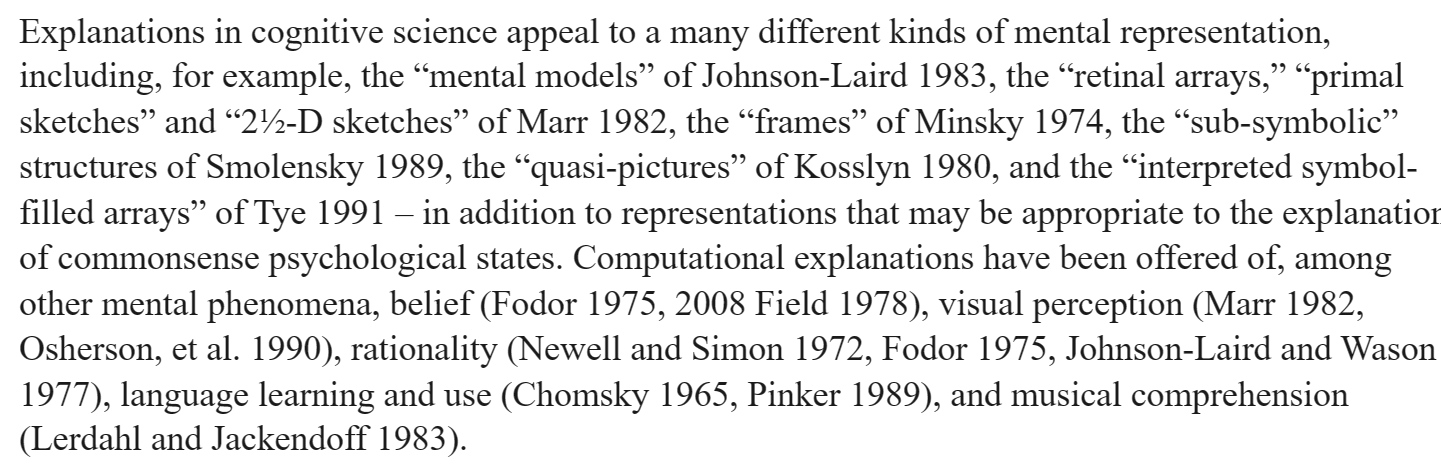 Explanations in cognitive science appeal to a many different kinds of mental representation,
including, for example, the “mental models” of Johnson-Laird 1983, the “retinal arrays,” “primal
sketches” and “2½-D sketches” of Marr 1982, the “frames” of Minsky 1974, the “sub-symbolic”
structures of Smolensky 1989, the “quasi-pictures” of Kosslyn 1980, and the “interpreted symbol-
filled arrays” of Tye 1991 – in addition to representations that may be appropriate to the explanation
of commonsense psychological states. Computational explanations have been offered of, among
other mental phenomena, belief (Fodor 1975, 2008 Field 1978), visual perception (Marr 1982,
Osherson, et al. 1990), rationality (Newell and Simon 1972, Fodor 1975, Johnson-Laird and Wason
1977), language learning and use (Chomsky 1965, Pinker 1989), and musical comprehension
(Lerdahl and Jackendoff 1983).